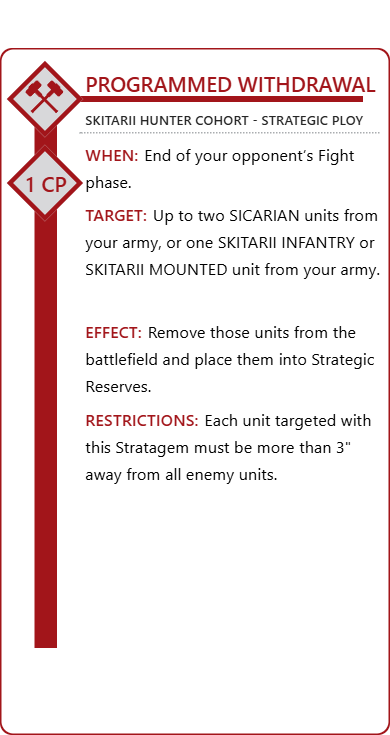 PROGRAMMED WITHDRAWAL
SKITARII HUNTER COHORT - STRATEGIC PLOY
1 CP
WHEN: End of your opponent's Fight
phase.
TARGET: Up to two SICARIAN units from
your army, or one SKITARII INFANTRY or
SKITARII MOUNTED unit from your army.
EFFECT: Remove those units from the
battlefield and place them into Strategic
Reserves.
RESTRICTIONS: Each unit targeted with
this Stratagem must be more than 3"
away from all enemy units.